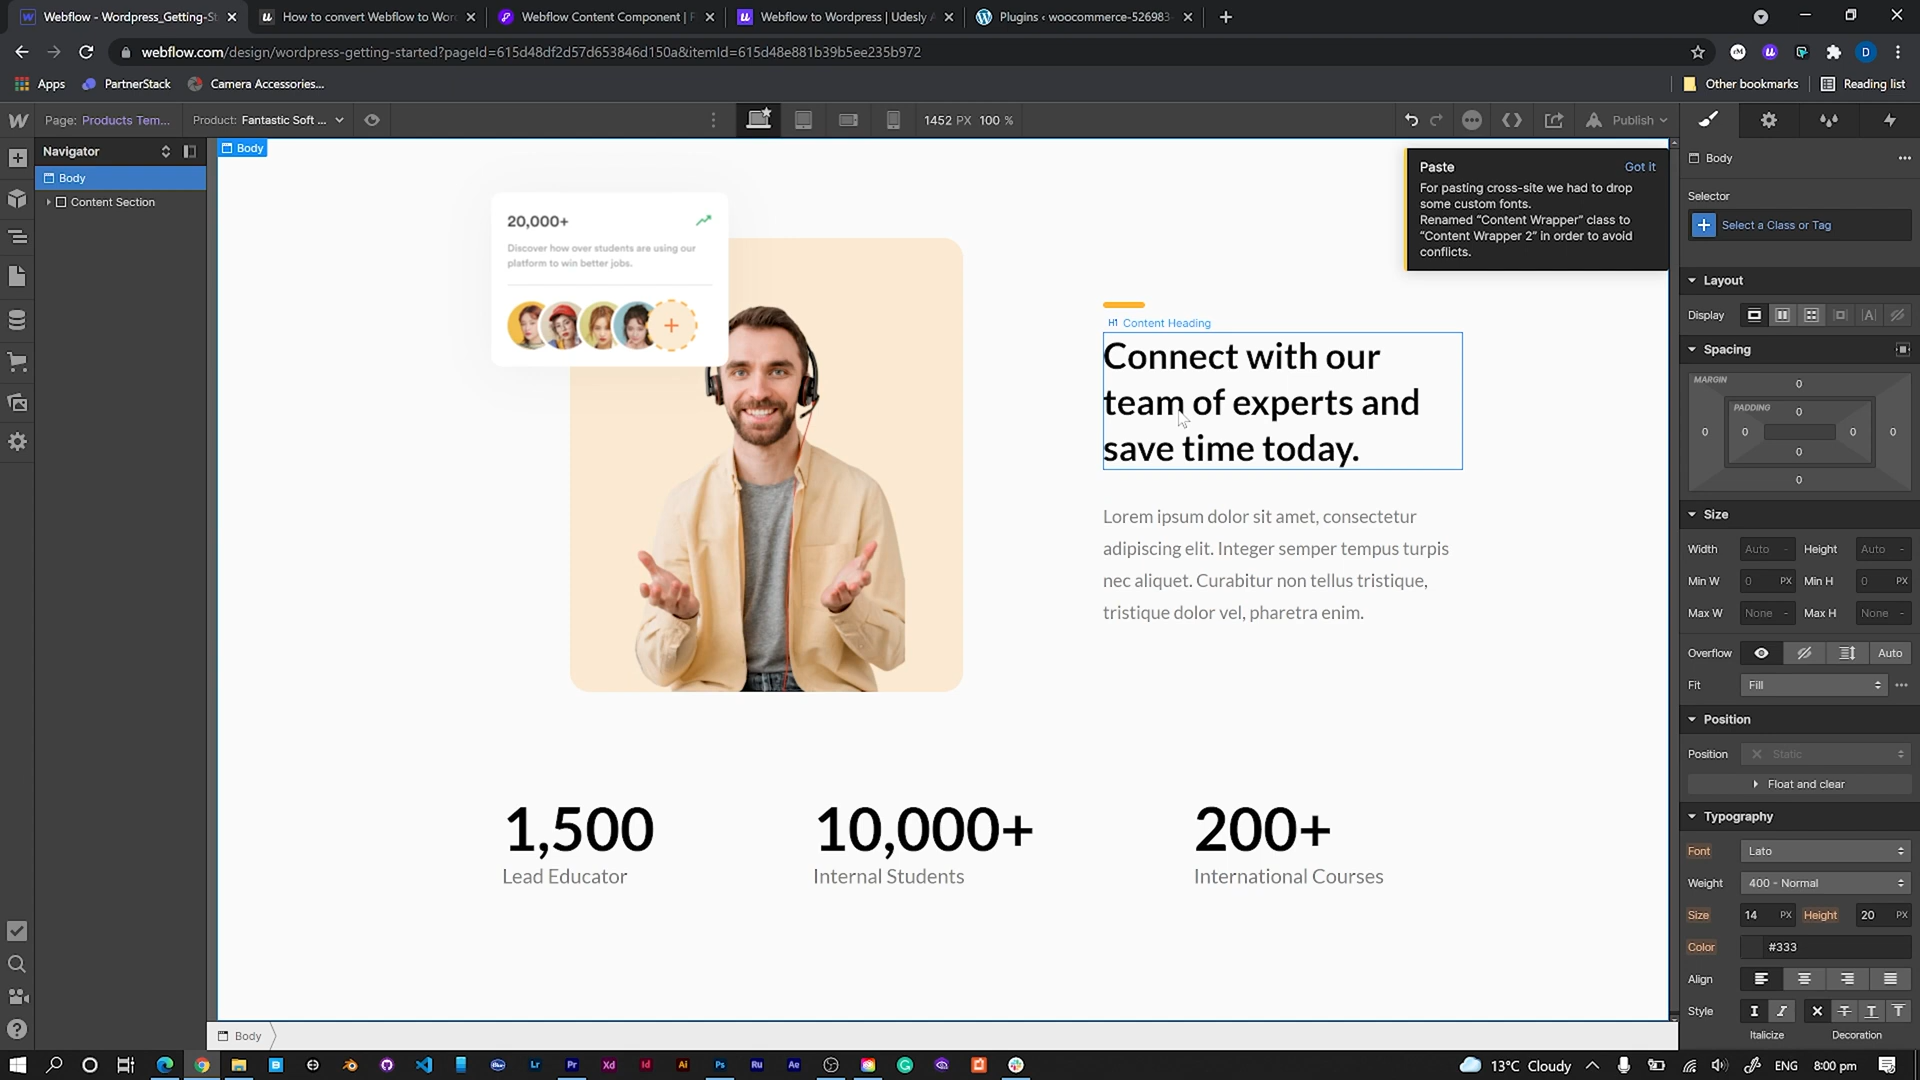 Webflow - Wordpress_Getting-St
How to convert Webflow to Wor
Webflow Content Component | F
Webflow to Wordpress | Udesly A
Plugins ‹ woocommerce-526983
webflow.com/design/wordpress-getting-started?pageId=615d48df2d57d653846d150a&itemId=615d48e881b39b5ee235b972
Apps
PartnerStack
Camera Accessories...
Other bookmarks
Reading list
Page: Products Tem...
Product: Fantastic Soft ...
1452 PX 100 %
Publish
Navigator
Body
Content Section
Body
20,000+
Discover how over students are using our
platform to win better jobs.
H1 Content Heading
Connect with our
team of experts and
save time today.
Lorem ipsum dolor sit amet, consectetur
adipiscing elit. Integer semper tempus turpis
nec aliquet. Curabitur non tellus tristique,
tristique dolor vel, pharetra enim.
1,500
Lead Educator
10,000+
Internal Students
200+
International Courses
Paste
Got it
For pasting cross-site we had to drop
some custom fonts.
Renamed “Content Wrapper” class to
“Content Wrapper 2” in order to avoid
conflicts.
Body
Selector
Select a Class or Tag
Layout
Display
Spacing
MARGIN
0
PADDING
0
0 0 0 0
0
0
Size
Width Auto - Height Auto -
Min W 0 PX Min H 0 PX
Max W None - Max H None -
Overflow Auto
Fit Fill
Position
Position Static
Float and clear
Typography
Font Lato
Weight 400 - Normal
Size 14 PX Height 20 PX
Color #333
Align
Style
Italicize Decoration
Body
13°C Cloudy
ENG
8:00 pm